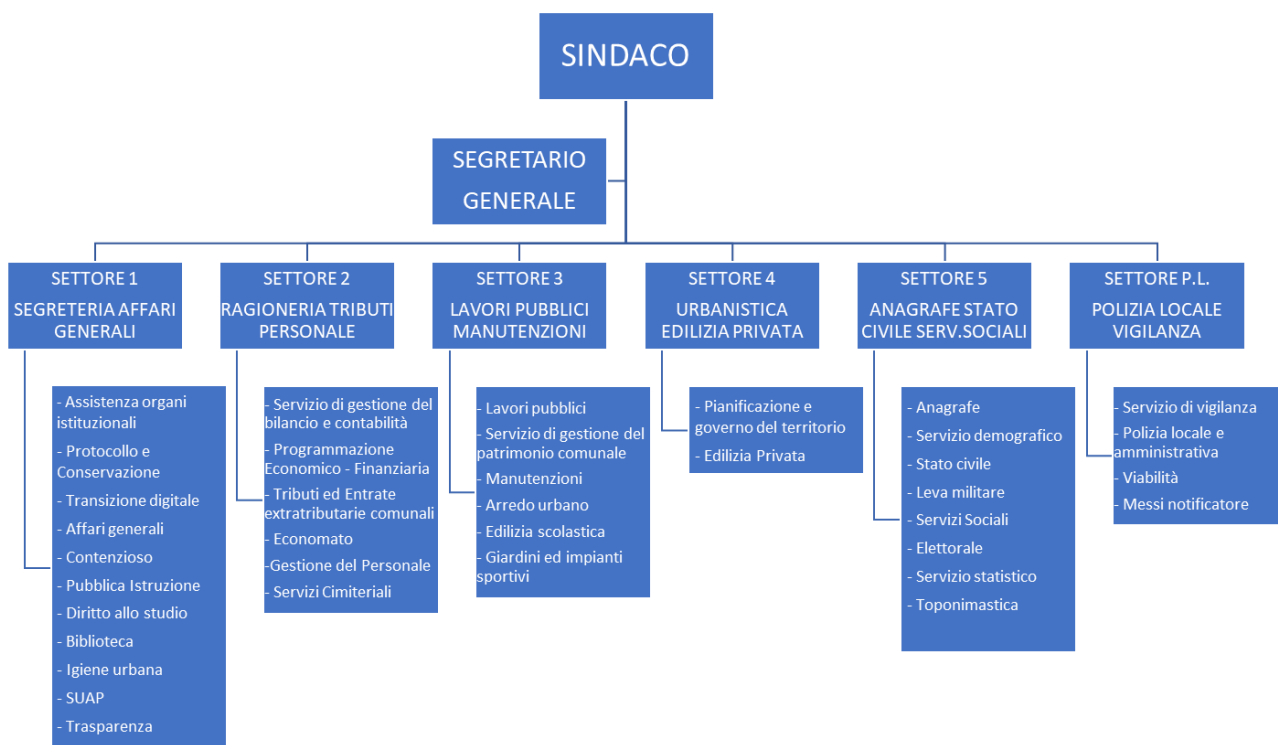 SINDACO
SEGRETARIO
GENERALE
SETTORE 1
SEGRETERIA AFFARI
GENERALI
- Assistenza organi
istituzionali
- Protocollo e
Conservazione
- Transizione digitale
- Affari generali
- Contenzioso
- Pubblica Istruzione
- Diritto allo studio
- Biblioteca
- Igiene urbana
- SUAP
- Trasparenza
SETTORE 2
RAGIONERIA TRIBUTI
PERSONALE
- Servizio di gestione del
bilancio e contabilità
- Programmazione
Economico - Finanziaria
- Tributi ed Entrate
extratributarie comunali
- Economato
-Gestione del Personale
- Servizi Cimiteriali
SETTORE 3
LAVORI PUBBLICI
MANUTENZIONI
- Lavori pubblici
- Servizio di gestione del
patrimonio comunale
- Manutenzioni
- Arredo urbano
- Edilizia scolastica
- Giardini ed impianti
sportivi
SETTORE 4
URBANISTICA
EDILIZIA PRIVATA
- Pianificazione e
governo del territorio
- Edilizia Privata
SETTORE 5
ANAGRAFE STATO
CIVILE SERV.SOCIALI
- Anagrafe
- Servizio demografico
- Stato civile
- Leva militare
- Servizi Sociali
- Elettorale
- Servizio statistico
- Toponimastica
SETTORE P.L.
POLIZIA LOCALE
VIGILANZA
- Servizio di vigilanza
- Polizia locale e
amministrativa
- Viabilità
- Messi notificatore